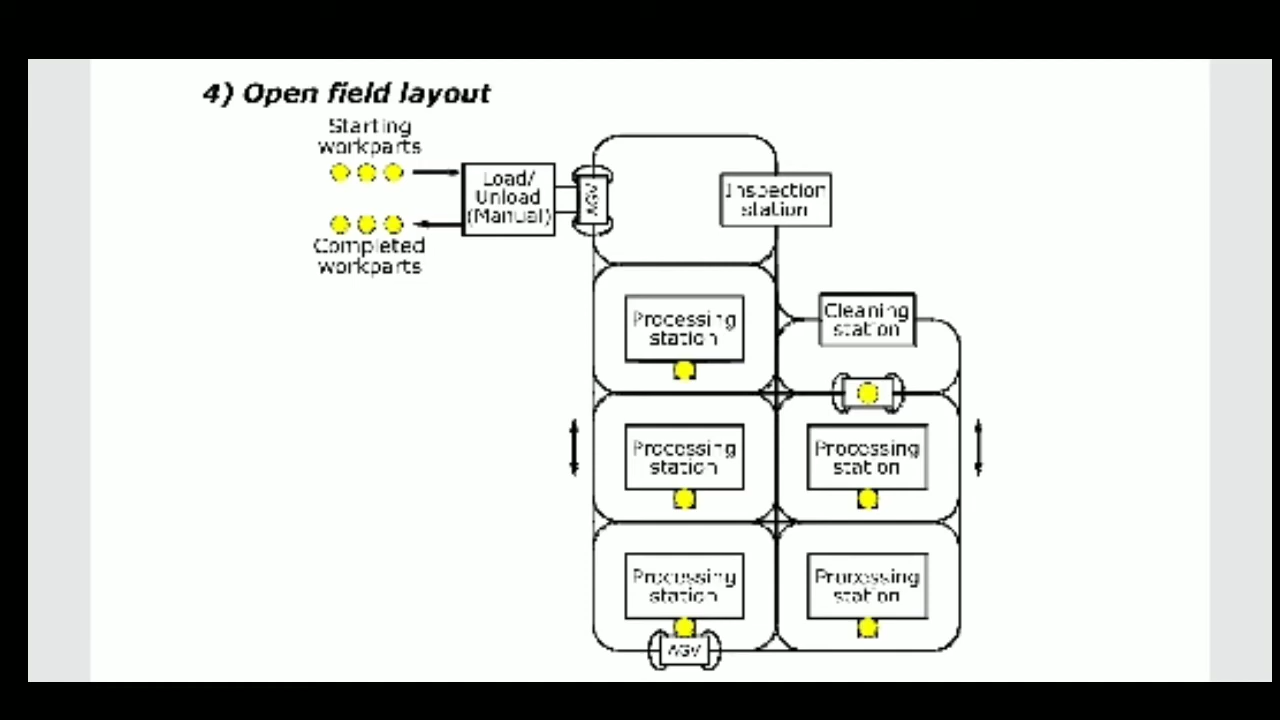 4) Open field layout
Starting
workparts
Load/
Unload
(Manual)
AGV
Inspection
station
Completed
workparts
Processing
station
Cleaning
station
Processing
station
Processing
station
Processing
station
Processing
station
AGV